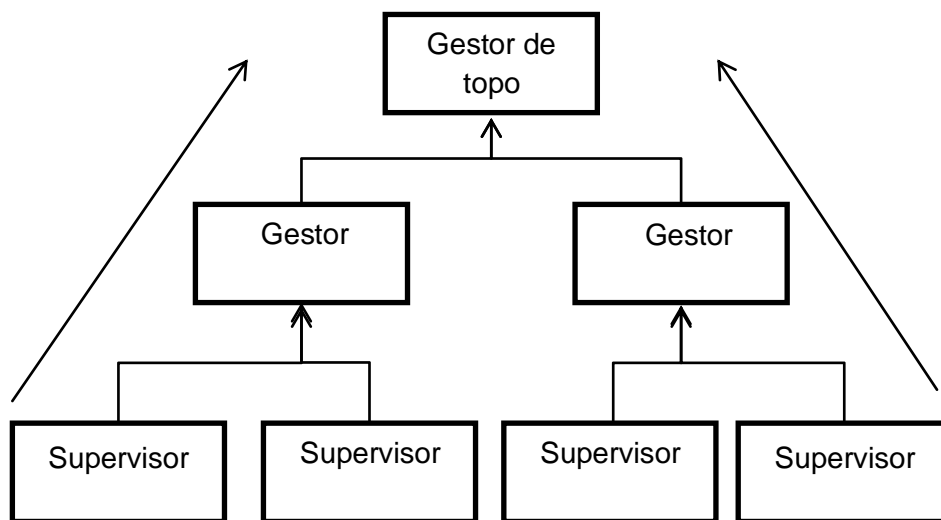 Gestor de
topo
Gestor
Gestor
Supervisor
Supervisor
Supervisor
Supervisor